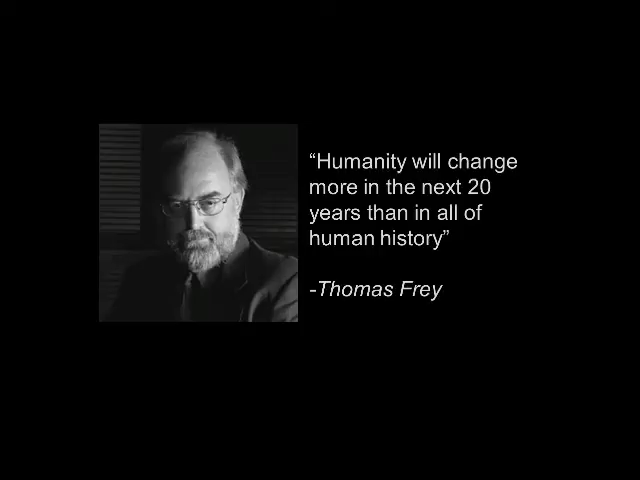 “Humanity will change
more in the next 20
years than in all of
human history”
-Thomas Frey